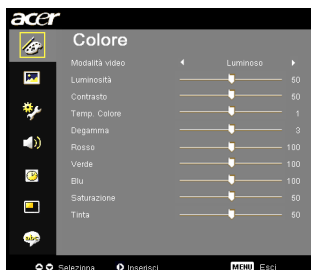 acer
Colore
Modalità video Luminoso
Luminosità 50
Contrasto 50
Temp. Colore 1
Degamma 3
Rosso 100
Verde 100
Blu 100
Saturazione 50
Tinta 50
abc
Seleziona Inserisci MENU Esci